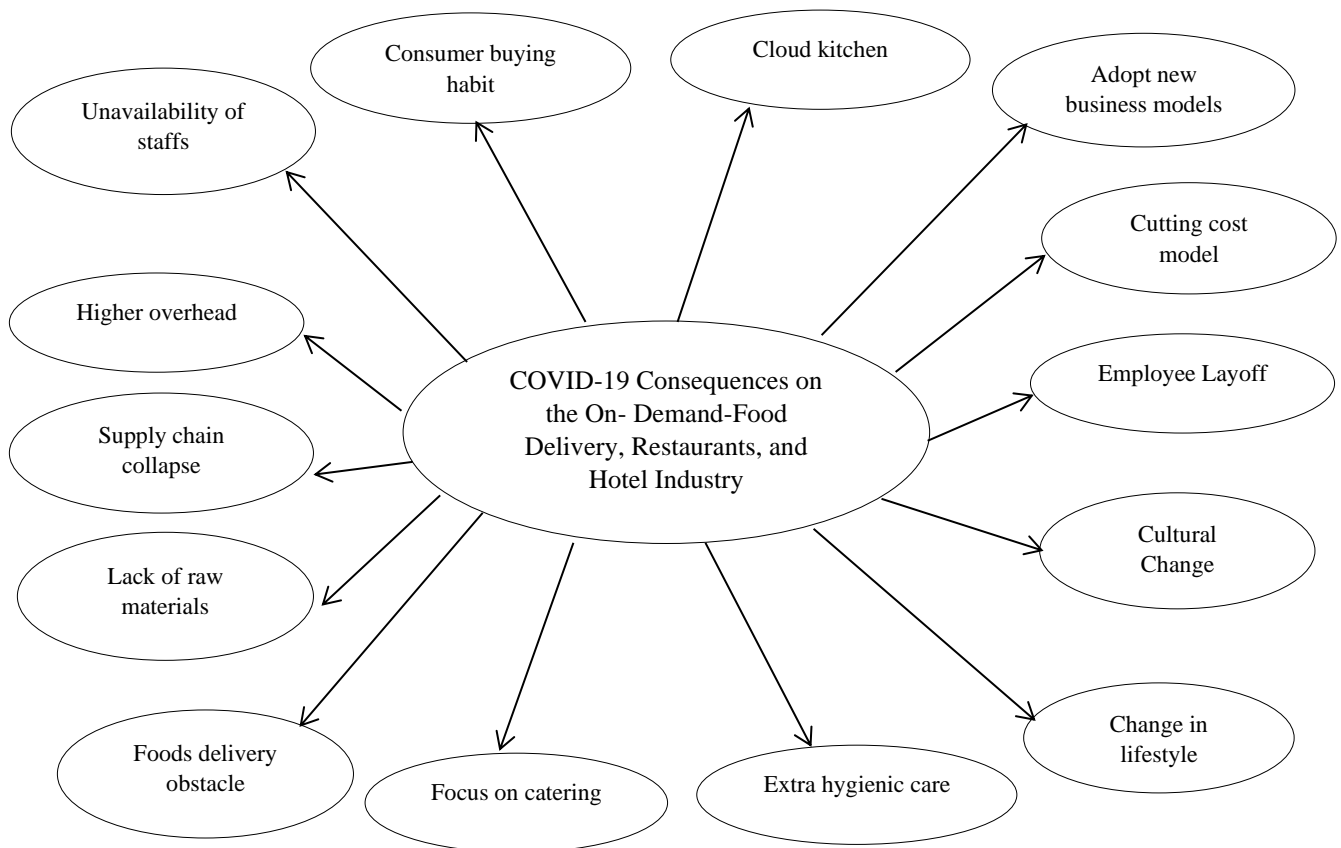 Consumer buying
habit
Cloud kitchen
Adopt new
business models
Unavailability of
staffs
Cutting cost
model
Higher overhead
Employee Layoff
COVID-19 Consequences on
the On- Demand-Food
Delivery, Restaurants, and
Hotel Industry
Supply chain
collapse
Lack of raw
materials
Cultural
Change
Foods delivery
obstacle
Focus on catering
Extra hygienic care
Change in
lifestyle